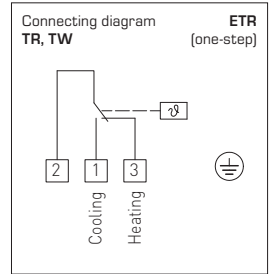 Connecting diagram ETR
TR, TW (one-step)
ϑ
2 1 3
Cooling
Heating